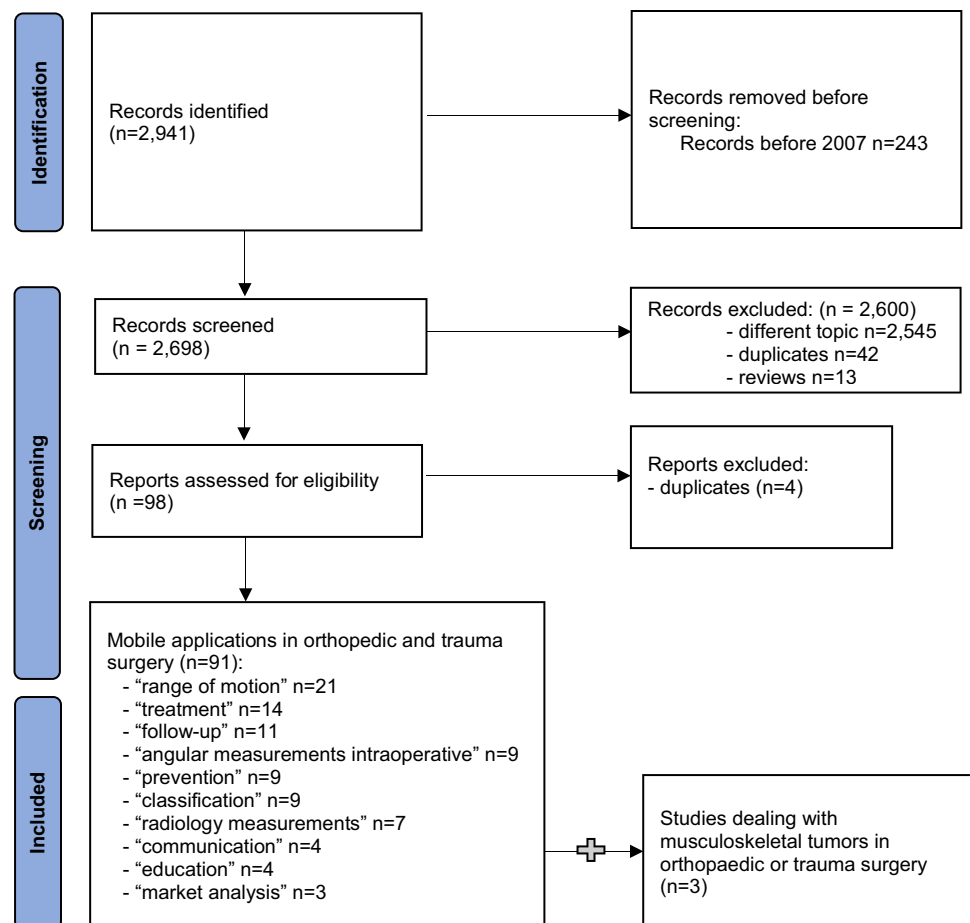 Identification
Records identified
(n=2,941)
Records removed before
screening:
Records before 2007 n=243
Screening
Records screened
(n = 2,698)
Records excluded: (n = 2,600)
- different topic n=2,545
- duplicates n=42
- reviews n=13
Reports assessed for eligibility
(n =98)
Reports excluded:
- duplicates (n=4)
Included
Mobile applications in orthopedic and trauma
surgery (n=91):
- “range of motion” n=21
- “treatment” n=14
- “follow-up” n=11
- “angular measurements intraoperative” n=9
- “prevention” n=9
- “classification” n=9
- “radiology measurements” n=7
- “communication” n=4
- “education” n=4
- “market analysis” n=3
Studies dealing with
musculoskeletal tumors in
orthopaedic or trauma surgery
(n=3)